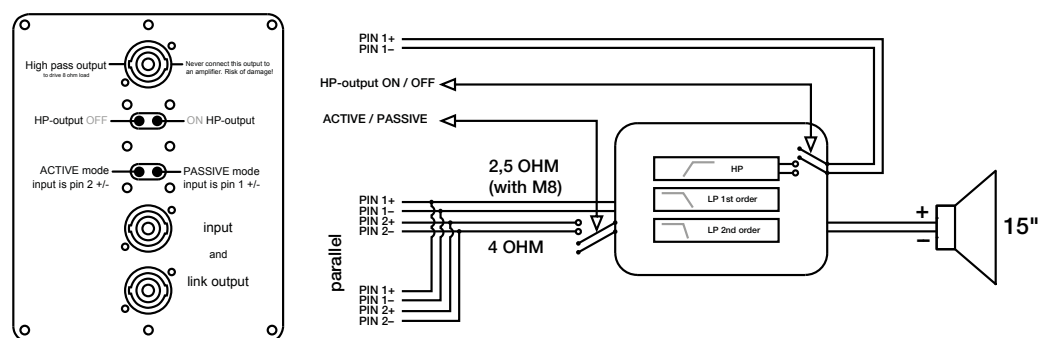 High pass output
to drive 8 ohm load
Never connect this output to
an amplifier. Risk of damage!
HP-output OFF
ON HP-output
ACTIVE mode
input is pin 2 +/-
PASSIVE mode
input is pin 1 +/-
input
and
link output
PIN 1+
PIN 1–
HP-output ON / OFF
ACTIVE / PASSIVE
2,5 OHM
(with M8)
PIN 1+
PIN 1–
PIN 2+
PIN 2–
4 OHM
parallel
PIN 1+
PIN 1–
PIN 2+
PIN 2–
HP
LP 1st order
LP 2nd order
+
–
15"